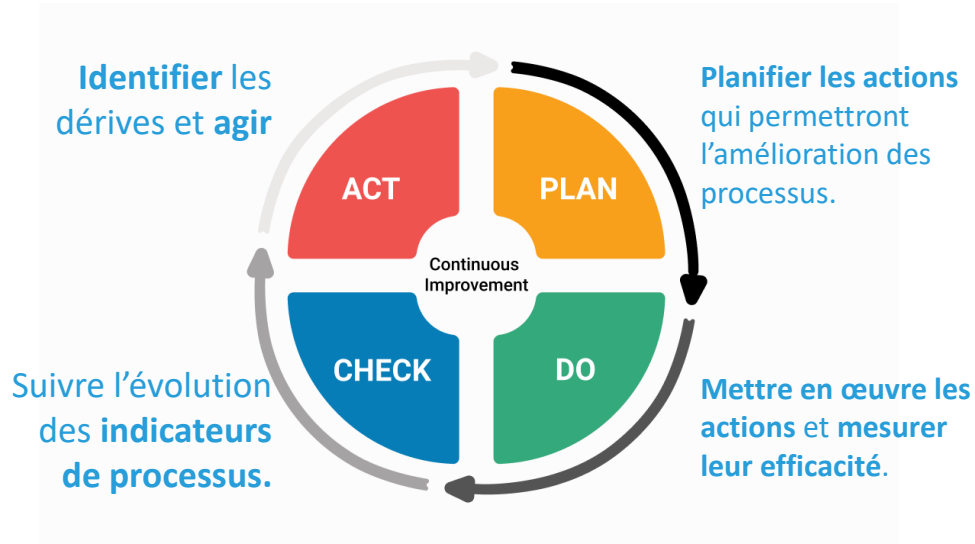 Identifier les
dérives et agir
ACT
PLAN
Planifier les actions
qui permettront
l’amélioration des
processus.
Continuous
Improvement
Suivre l’évolution
des indicateurs
de processus.
CHECK
DO
Mettre en œuvre les
actions et mesurer
leur efficacité.